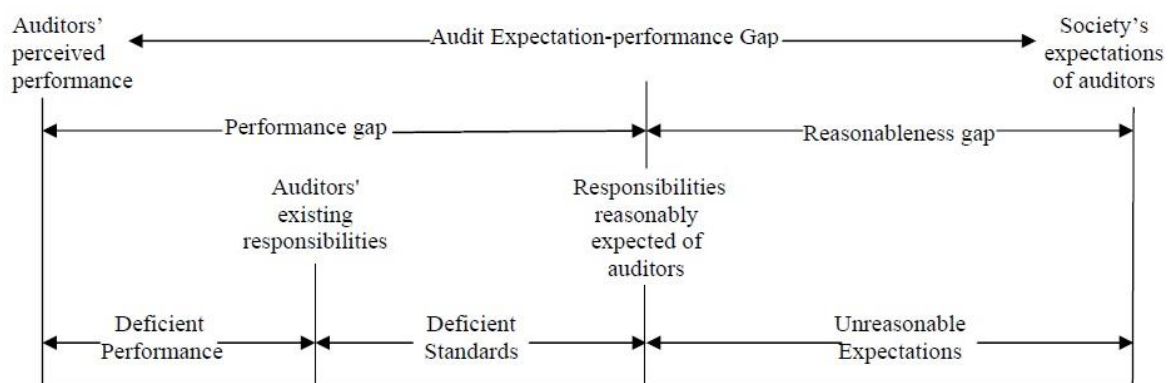 Auditors’
perceived
performance
Audit Expectation-performance Gap
Society’s
expectations
of auditors
Performance gap
Reasonableness gap
Auditors'
existing
responsibilities
Responsibilities
reasonably
expected of
auditors
Deficient
Performance
Deficient
Standards
Unreasonable
Expectations